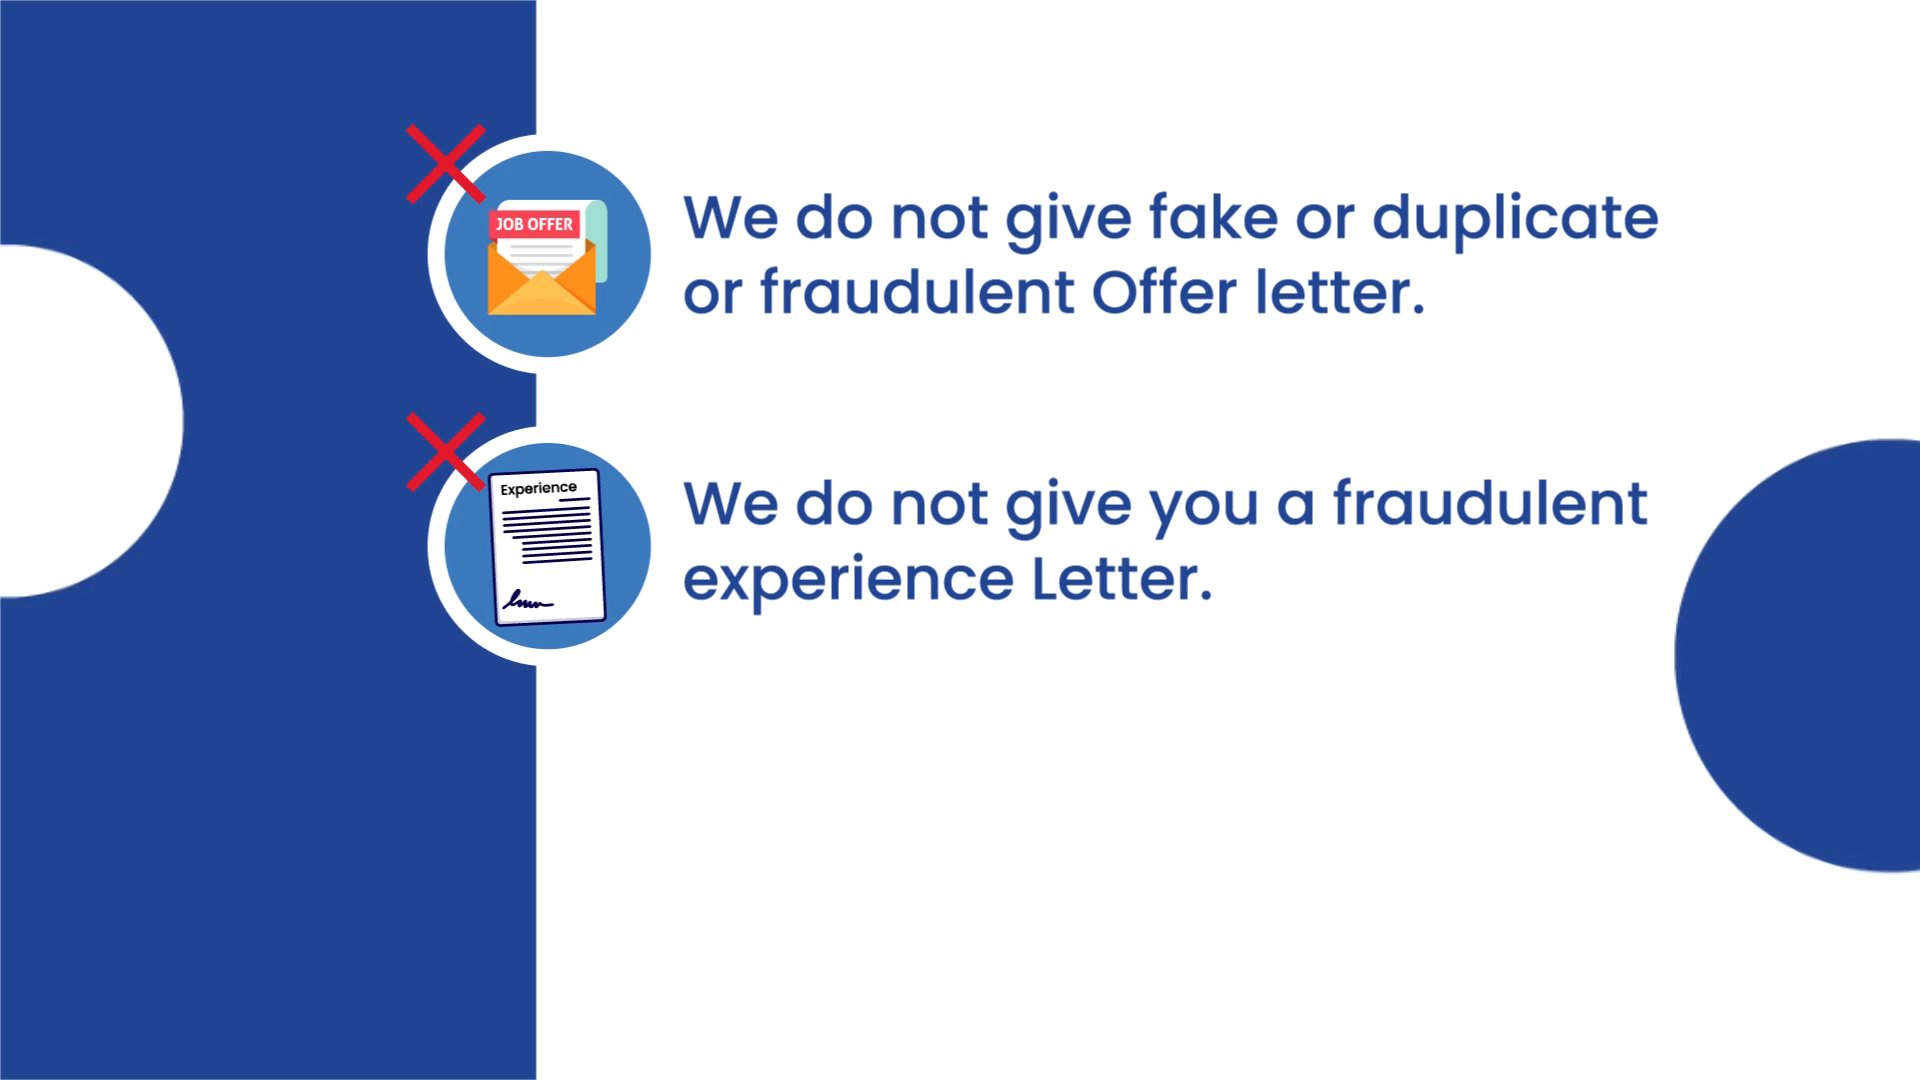 JOB OFFER
We do not give fake or duplicate
or fraudulent Offer letter.
Experience
We do not give you a fraudulent
experience Letter.